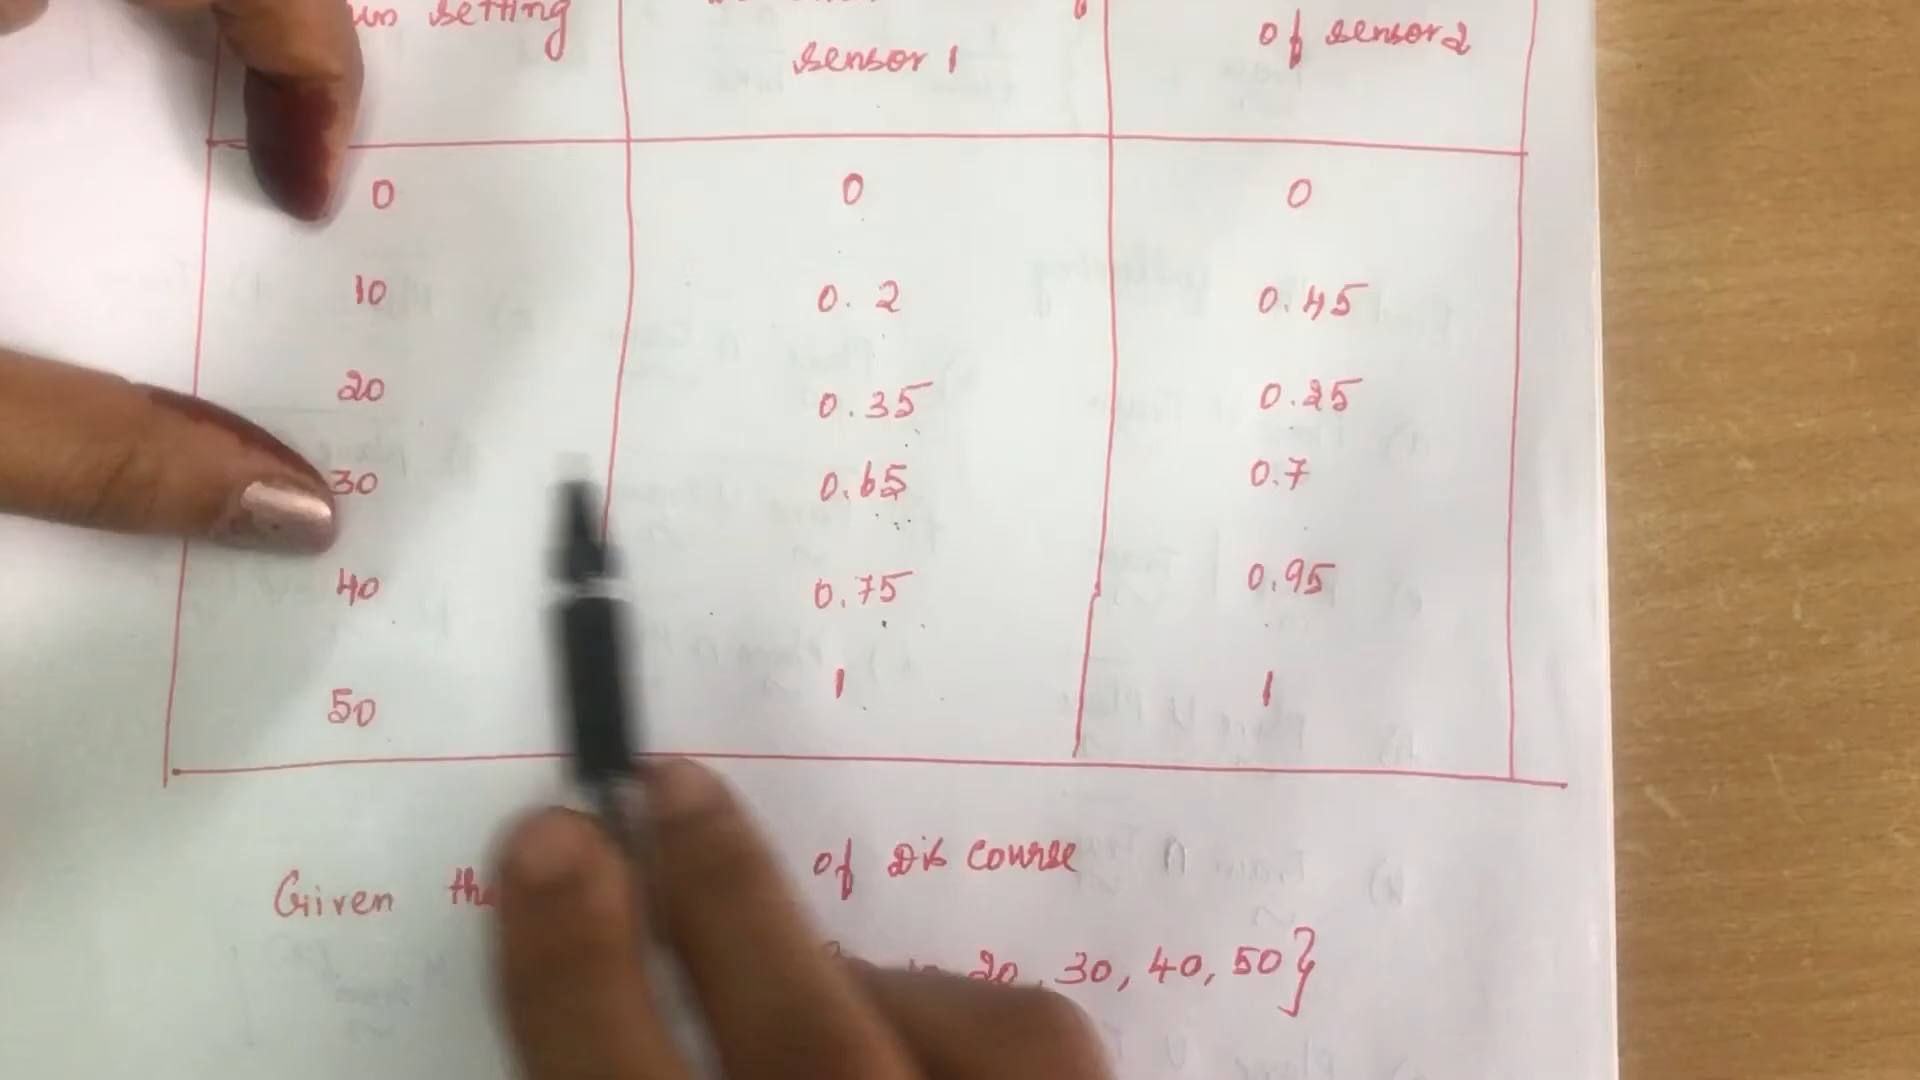 setting
sensor 1
of sensor 2
0 0 0
10 0.2 0.45
20 0.35 0.25
30 0.65 0.7
40 0.75 0.95
50 1 1
Given the of Discourse
20, 30, 40, 50}